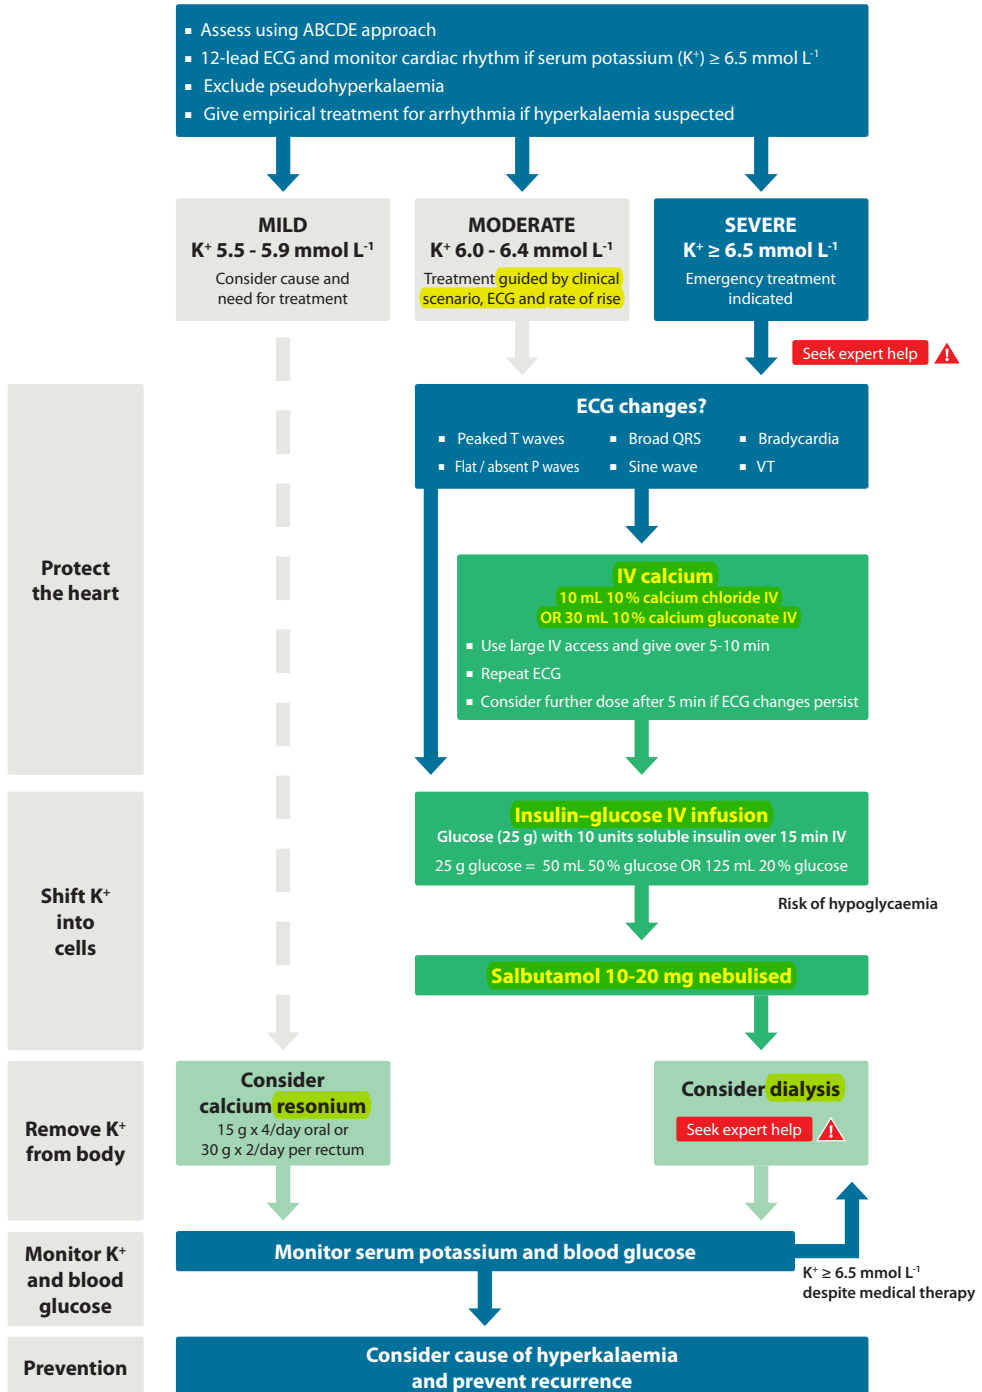 Assess using ABCDE approach
12-lead ECG and monitor cardiac rhythm if serum potassium (K⁺) ≥ 6.5 mmol L⁻¹
Exclude pseudohyperkalaemia
Give empirical treatment for arrhythmia if hyperkalaemia suspected
MILD
K⁺ 5.5 - 5.9 mmol L⁻¹
Consider cause and
need for treatment
MODERATE
K⁺ 6.0 - 6.4 mmol L⁻¹
Treatment guided by clinical
scenario, ECG and rate of rise
SEVERE
K⁺ ≥ 6.5 mmol L⁻¹
Emergency treatment
indicated
Seek expert help
Protect
the heart
ECG changes?
Peaked T waves
Broad QRS
Bradycardia
Flat / absent P waves
Sine wave
VT
IV calcium
10 mL 10% calcium chloride IV
OR 30 mL 10% calcium gluconate IV
Use large IV access and give over 5-10 min
Repeat ECG
Consider further dose after 5 min if ECG changes persist
Shift K⁺
into
cells
Insulin–glucose IV infusion
Glucose (25 g) with 10 units soluble insulin over 15 min IV
25 g glucose = 50 mL 50% glucose OR 125 mL 20% glucose
Risk of hypoglycaemia
Salbutamol 10-20 mg nebulised
Remove K⁺
from body
Consider
calcium resonium
15 g x 4/day oral or
30 g x 2/day per rectum
Consider dialysis
Seek expert help
Monitor K⁺
and blood
glucose
Monitor serum potassium and blood glucose
K⁺ ≥ 6.5 mmol L⁻¹
despite medical therapy
Prevention
Consider cause of hyperkalaemia
and prevent recurrence